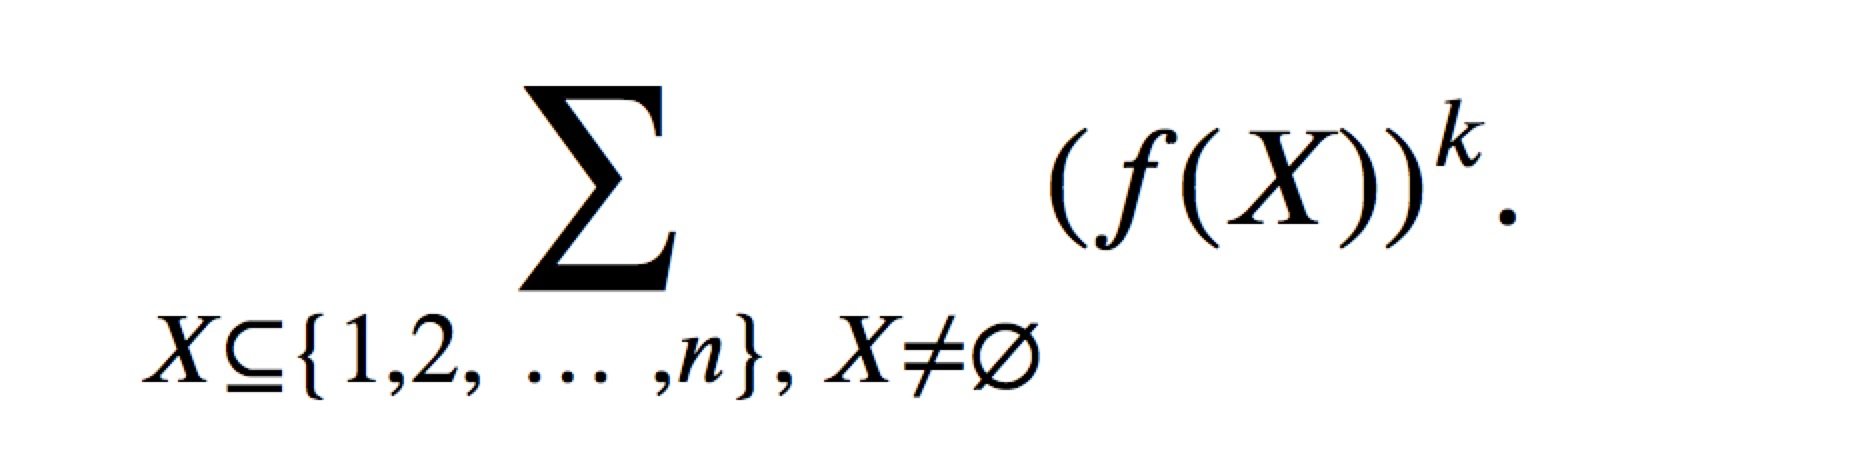 ∑ (f(X))^k.
X⊆{1,2, … ,n}, X≠∅